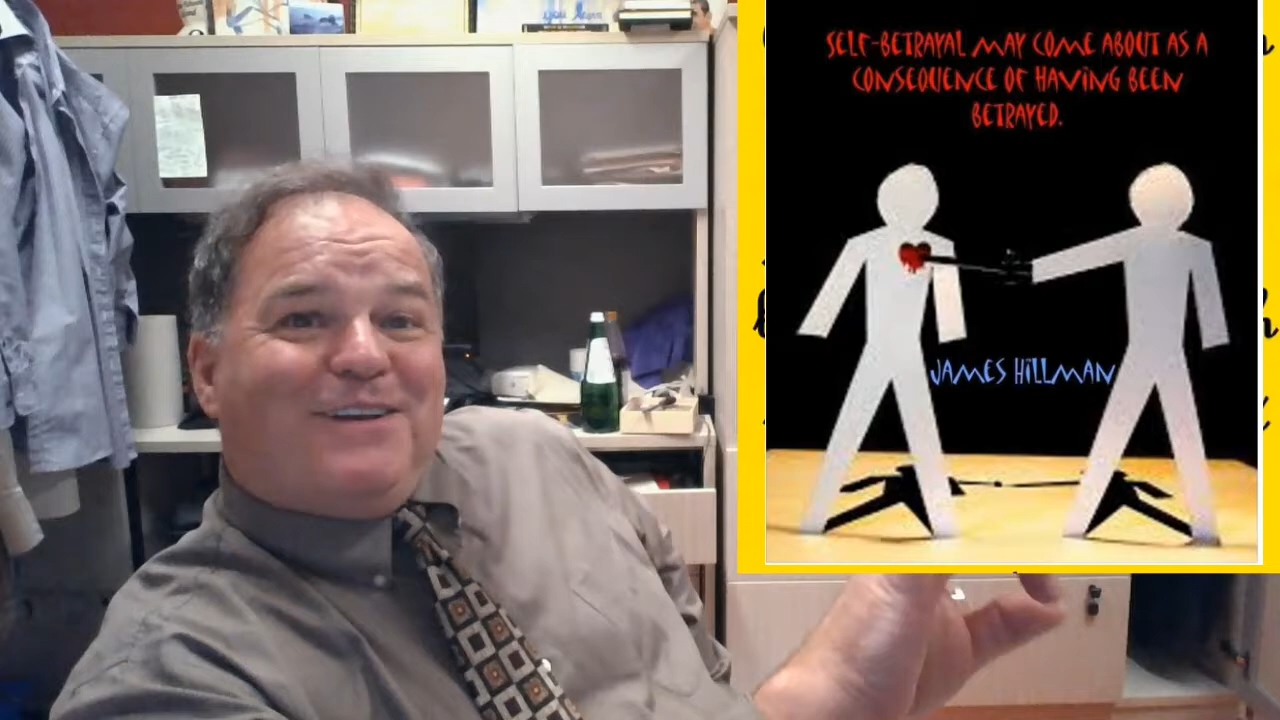 SELF-BETRAYAL MAY COME ABOUT AS A
CONSEQUENCE OF HAVING BEEN
BETRAYED.
JAMES HILLMAN